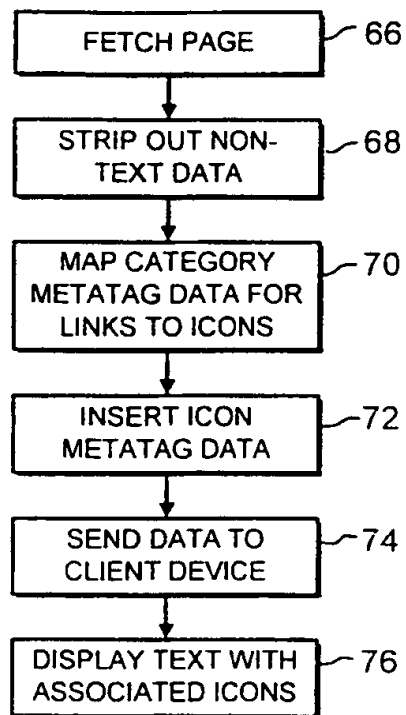 FETCH PAGE
66
STRIP OUT NON-
TEXT DATA
68
MAP CATEGORY
METATAG DATA FOR
LINKS TO ICONS
70
INSERT ICON
METATAG DATA
72
SEND DATA TO
CLIENT DEVICE
74
DISPLAY TEXT WITH
ASSOCIATED ICONS
76